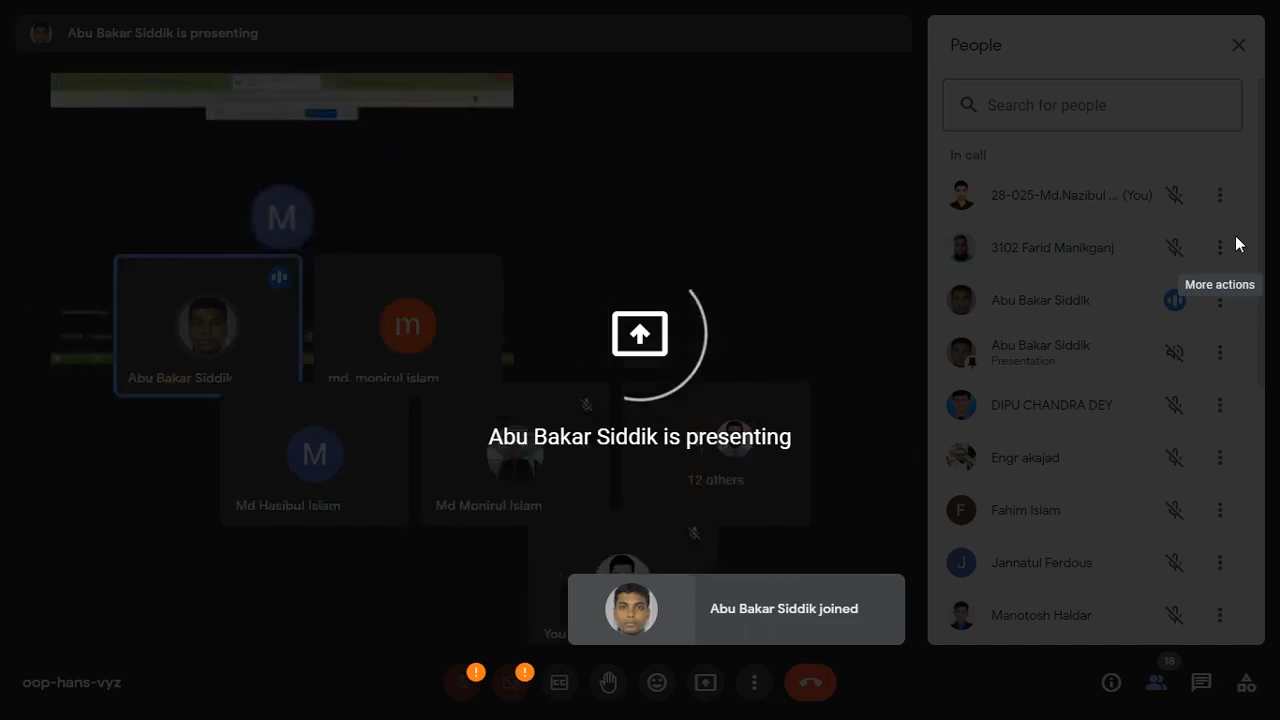 Abu Bakar Siddik is presenting
People
Search for people
In call
28-025-Md.Nazibul ... (You)
3102 Farid Manikganj
More actions
Abu Bakar Siddik
Abu Bakar Siddik
Presentation
DIPU CHANDRA DEY
Engr akajad
F
Fahim Islam
J
Jannatul Ferdous
Manotosh Haldar
M
m
Abu Bakar Siddik
md. monirul islam
Abu Bakar Siddik is presenting
M
Md Hasibul Islam
Md Monirul Islam
12 others
You
Abu Bakar Siddik joined
oop-hans-vyz
!
!
CC
18